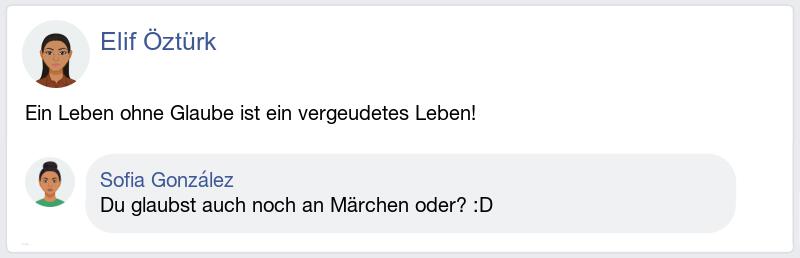 Elif Öztürk
Ein Leben ohne Glaube ist ein vergeudetes Leben!
Sofia González
Du glaubst auch noch an Märchen oder? :D